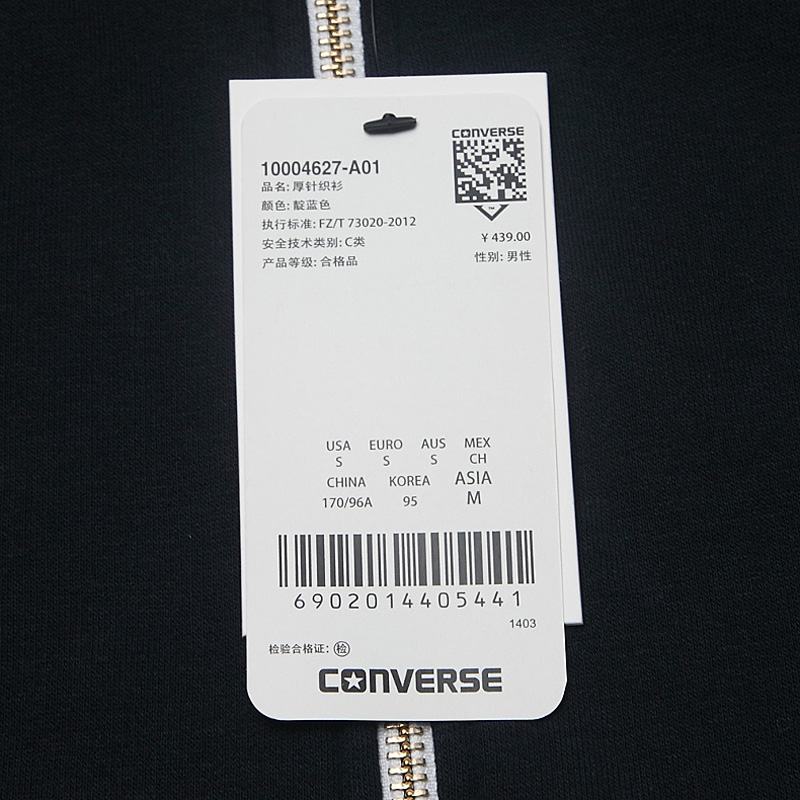 CONVERSE
10004627-A01
品名: 厚针织衫
颜色: 靛蓝色
执行标准: FZ/T 73020-2012
安全技术类别: C类
¥ 439.00
产品等级: 合格品
性别: 男性
USA EURO AUS MEX
S S S CH
CHINA KOREA ASIA
170/96A 95 M
6902014405441
1403
检验合格证: 检
CONVERSE